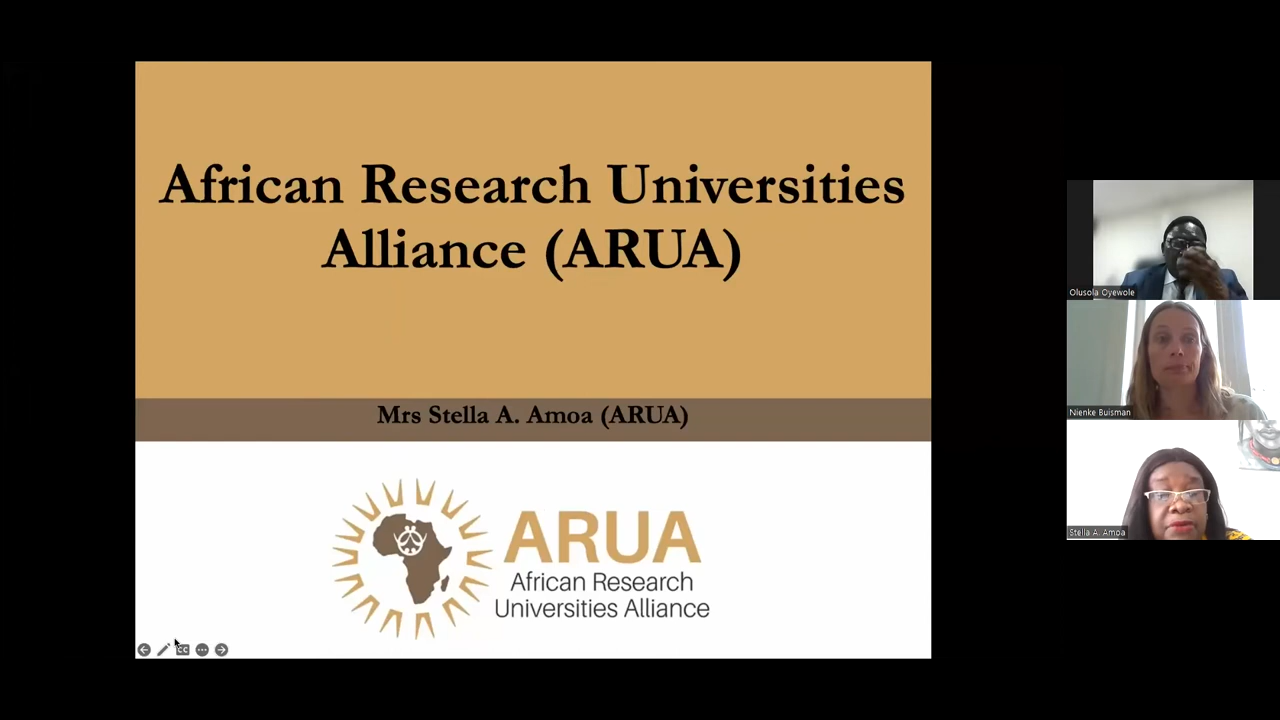 African Research Universities
Alliance (ARUA)
Mrs Stella A. Amoa (ARUA)
ARUA
African Research
Universities Alliance
CC
Olusola Oyewole
Nienke Buisman
Stella A. Amoa